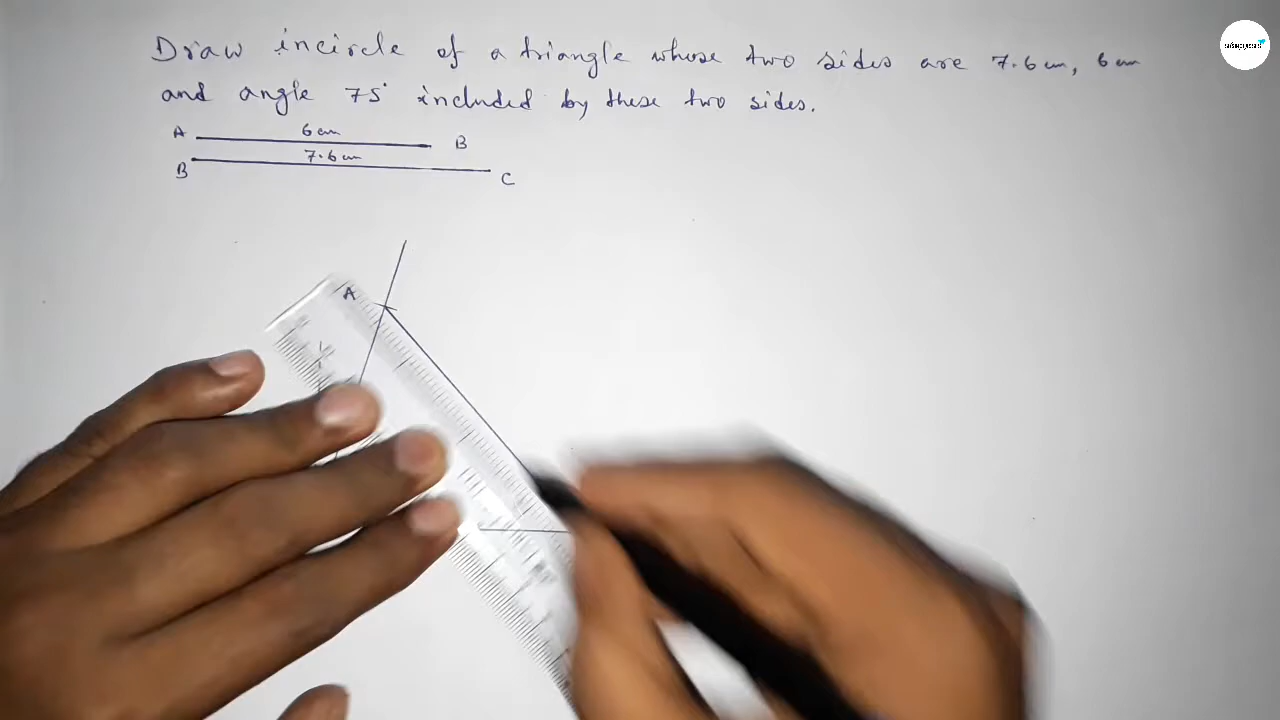 Draw incircle of a triangle whose two sides are 7.6 cm, 6 cm
and angle 75° included by these two sides.
A 6 cm B
B 7.6 cm C
A